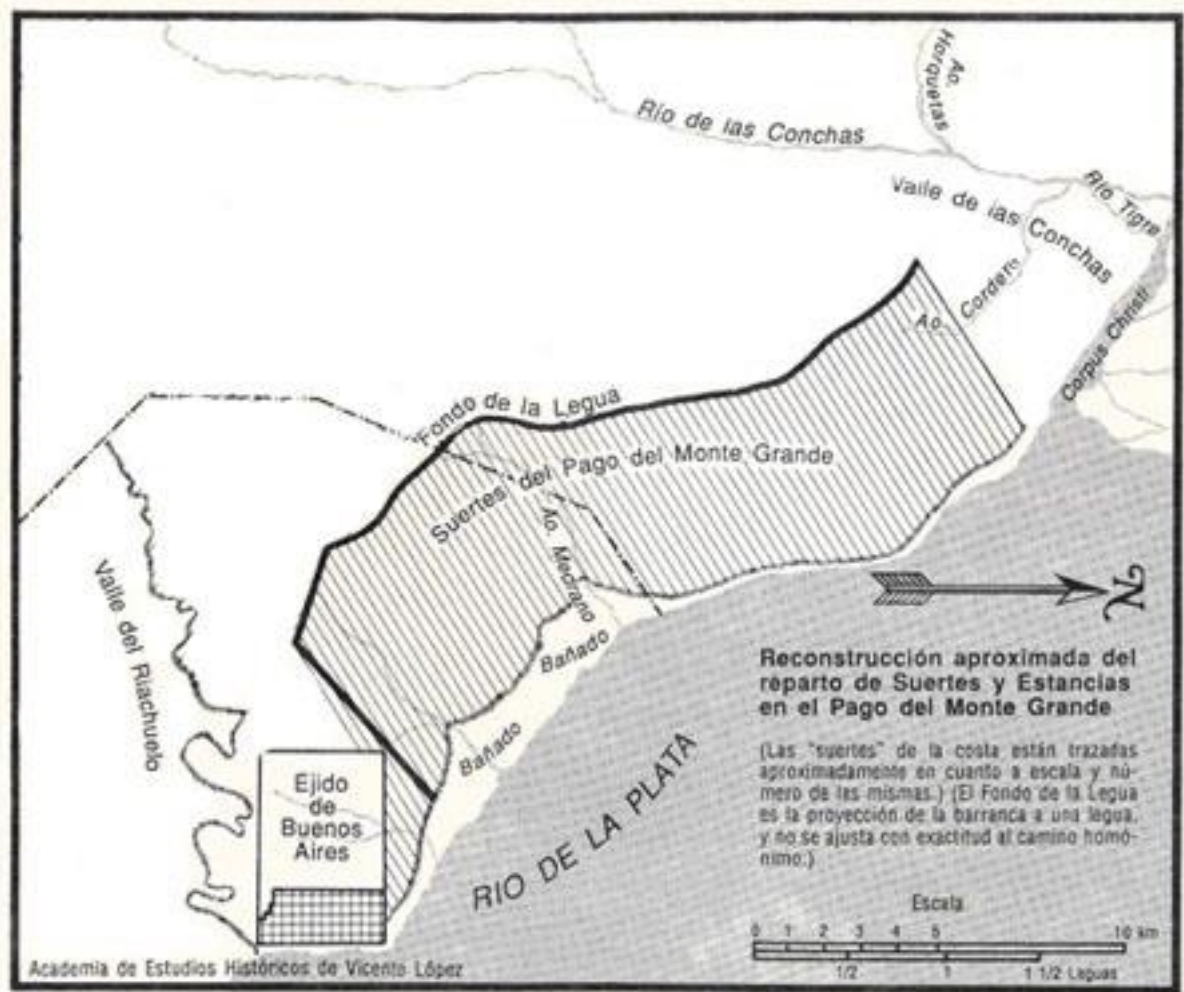 Ao.
Horquetas
Río de las Conchas
Río Tigre
Valle de las Conchas
Ao. Cordero
Corpus Christi
Fondo de la Legua
Suertes del Pago del Monte Grande
Ao. Medrano
Valle del Riachuelo
Bañado
Bañado
N
Reconstrucción aproximada del
reparto de Suertes y Estancias
en el Pago del Monte Grande
(Las "suertes" de la costa están trazadas
aproximadamente en cuanto a escala y nú-
mero de las mismas.) (El Fondo de la Legua
es la proyección de la barranca a una legua,
y no se ajusta con exactitud al camino homó-
nimo.)
Ejido
de
Buenos
Aires
RIO DE LA PLATA
Escala
0 1 2 3 4 5 10 km
1/2 1 1 1/2 Leguas
Academia de Estudios Históricos de Vicente López